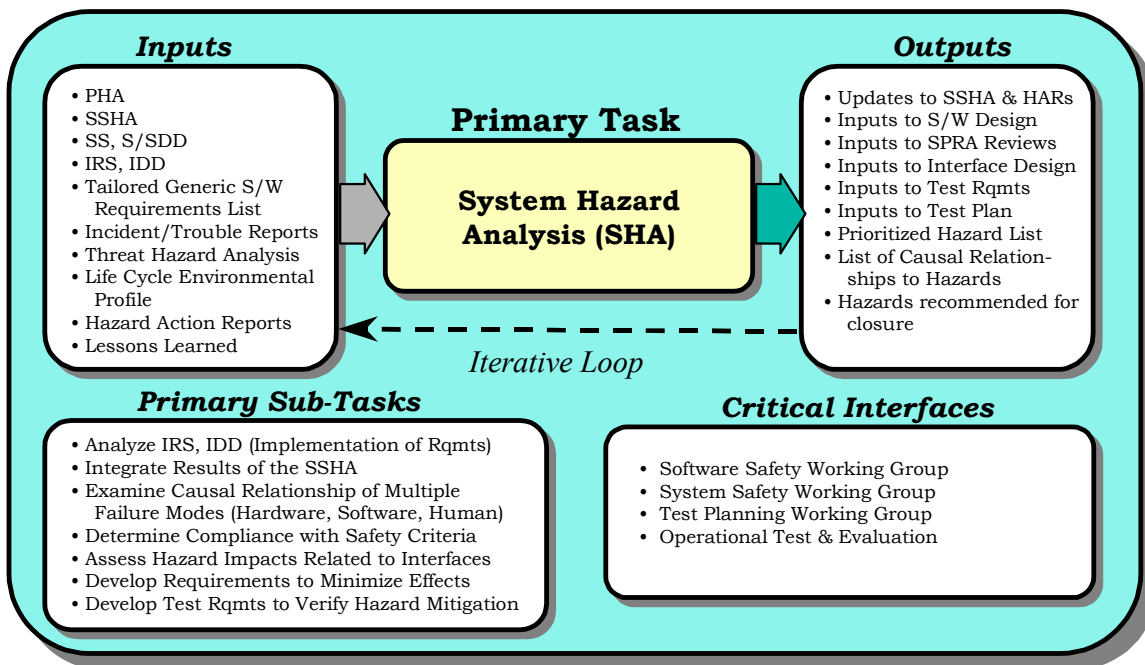 Inputs
• PHA
• SSHA
• SS, S/SDD
• IRS, IDD
• Tailored Generic S/W
Requirements List
• Incident/Trouble Reports
• Threat Hazard Analysis
• Life Cycle Environmental
Profile
• Hazard Action Reports
• Lessons Learned
Primary Task
System Hazard
Analysis (SHA)
Iterative Loop
Outputs
• Updates to SSHA & HARs
• Inputs to S/W Design
• Inputs to SPRA Reviews
• Inputs to Interface Design
• Inputs to Test Rqmts
• Inputs to Test Plan
• Prioritized Hazard List
• List of Causal Relation-
ships to Hazards
• Hazards recommended for
closure
Primary Sub-Tasks
• Analyze IRS, IDD (Implementation of Rqmts)
• Integrate Results of the SSHA
• Examine Causal Relationship of Multiple
Failure Modes (Hardware, Software, Human)
• Determine Compliance with Safety Criteria
• Assess Hazard Impacts Related to Interfaces
• Develop Requirements to Minimize Effects
• Develop Test Rqmts to Verify Hazard Mitigation
Critical Interfaces
• Software Safety Working Group
• System Safety Working Group
• Test Planning Working Group
• Operational Test & Evaluation